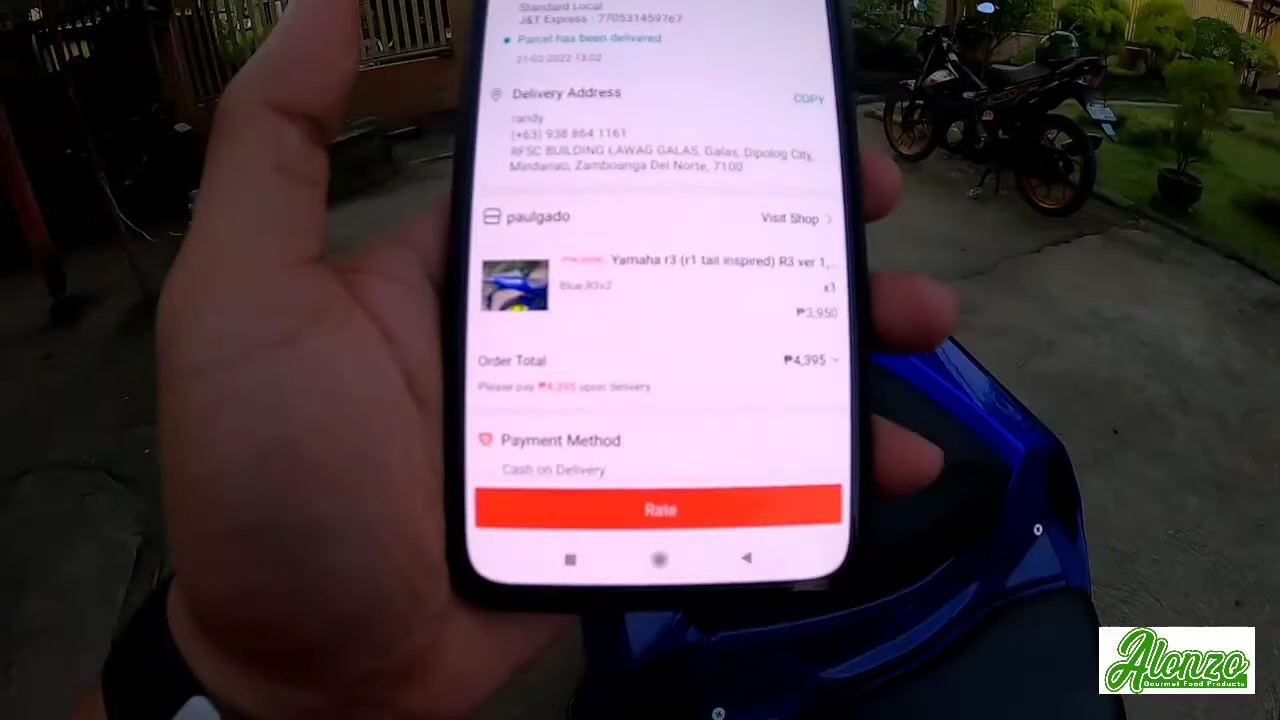 Standard Local
J&T Express - 770531459767
Parcel has been delivered
21-02-2022 13:02
Delivery Address
COPY
randy
(+63) 938 864 1161
RFSC BUILDING LAWAG GALAS, Galas, Dipolog City,
Mindanao, Zamboanga Del Norte, 7100
paulgado
Visit Shop >
Yamaha r3 (r1 tail inspired) R3 ver 1,..
Blue,R3v2
x1
₱3,950
Order Total
₱4,395
Please pay ₱4,395 upon delivery
Payment Method
Cash on Delivery
Rate
Alonzo
Gourmet Food Products